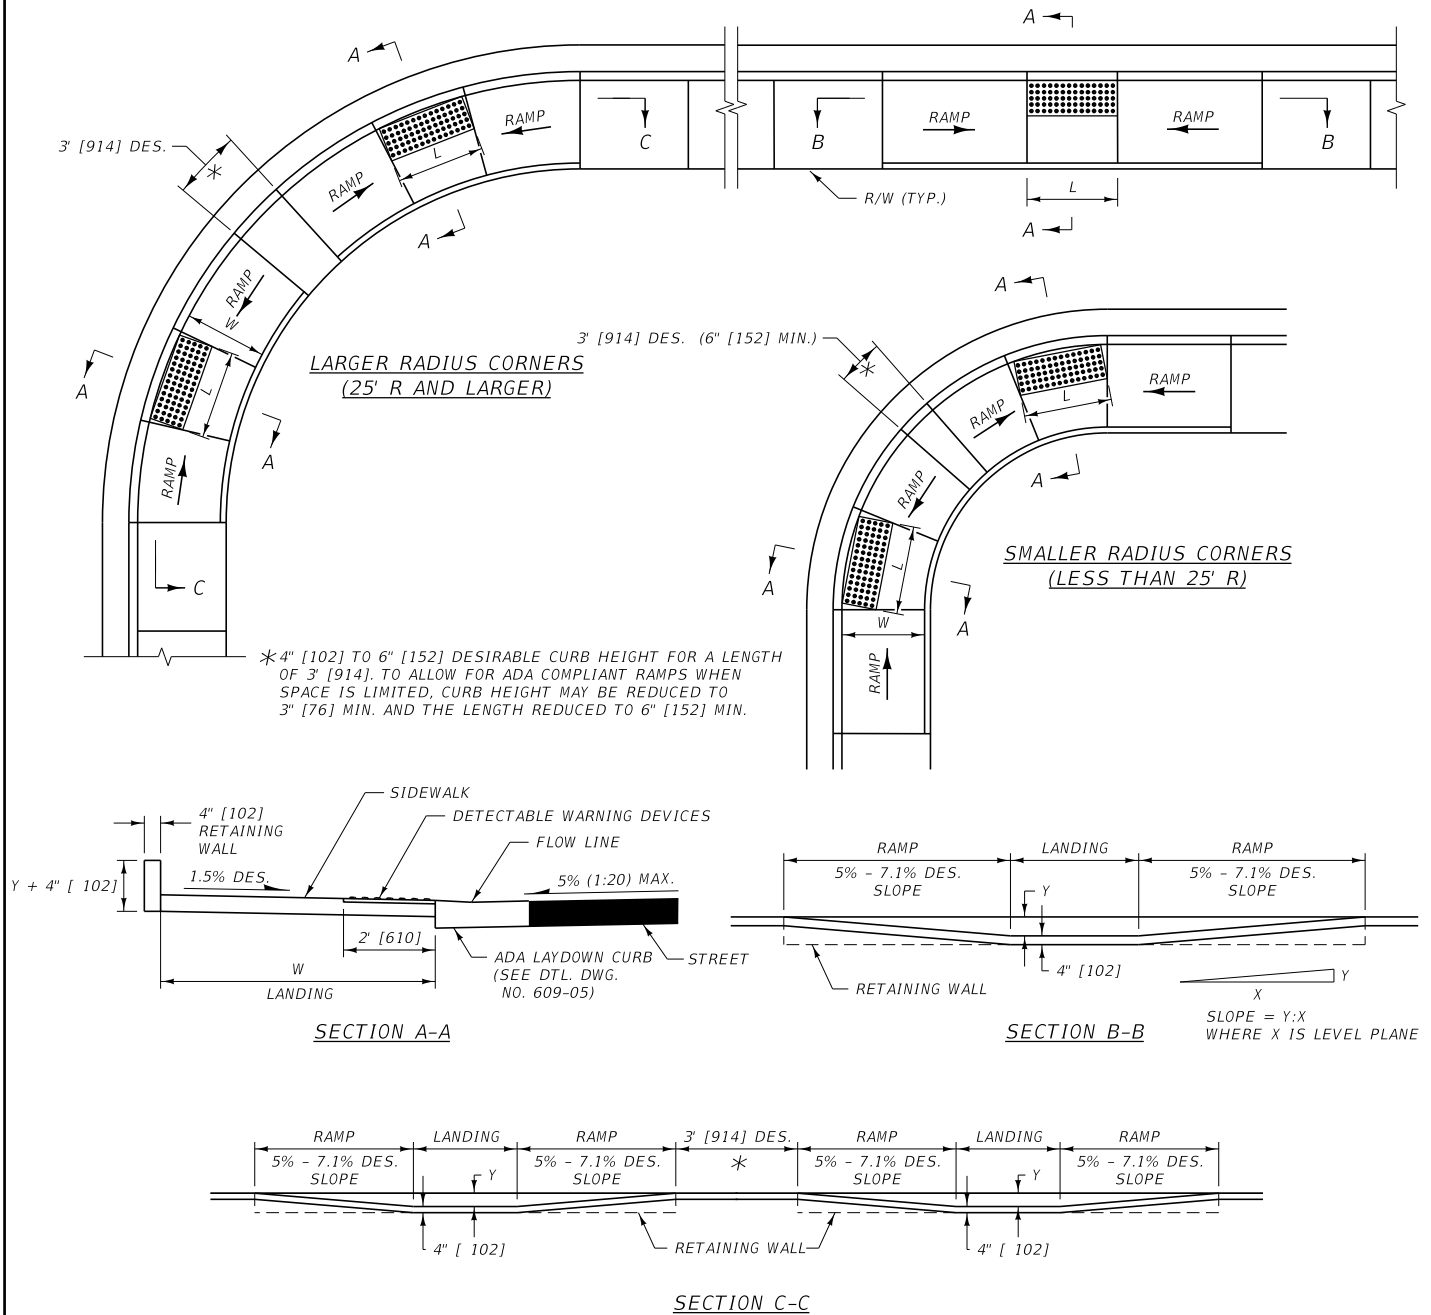 A
A
3' [914] DES.
*
RAMP
L
RAMP
C
B
RAMP
RAMP
B
R/W (TYP.)
L
A
A
RAMP
W
A
L
A
RAMP
C
LARGER RADIUS CORNERS
(25' R AND LARGER)
A
3' [914] DES. (6" [152] MIN.)
*
RAMP
L
RAMP
A
RAMP
L
A
A
W
RAMP
SMALLER RADIUS CORNERS
(LESS THAN 25' R)
* 4" [102] TO 6" [152] DESIRABLE CURB HEIGHT FOR A LENGTH
OF 3' [914]. TO ALLOW FOR ADA COMPLIANT RAMPS WHEN
SPACE IS LIMITED, CURB HEIGHT MAY BE REDUCED TO
3" [76] MIN. AND THE LENGTH REDUCED TO 6" [152] MIN.
4" [102]
RETAINING
WALL
SIDEWALK
DETECTABLE WARNING DEVICES
FLOW LINE
Y + 4" [ 102]
1.5% DES.
5% (1:20) MAX.
2' [610]
W
LANDING
ADA LAYDOWN CURB
(SEE DTL. DWG.
NO. 609-05)
STREET
SECTION A-A
RAMP
LANDING
RAMP
5% - 7.1% DES.
SLOPE
Y
5% - 7.1% DES.
SLOPE
4" [102]
RETAINING WALL
Y
X
SLOPE = Y:X
WHERE X IS LEVEL PLANE
SECTION B-B
RAMP
LANDING
RAMP
3' [914] DES.
RAMP
LANDING
RAMP
5% - 7.1% DES.
SLOPE
Y
5% - 7.1% DES.
SLOPE
*
5% - 7.1% DES.
SLOPE
Y
5% - 7.1% DES.
SLOPE
4" [ 102]
RETAINING WALL
4" [ 102]
SECTION C-C